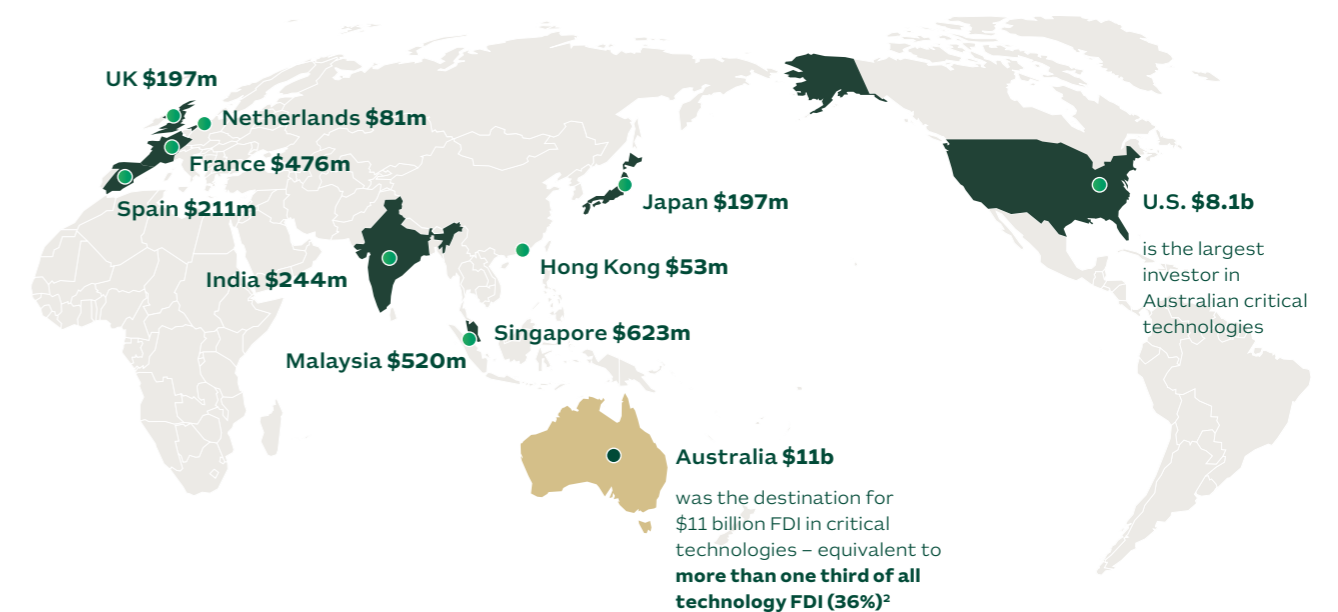 UK $197m
Netherlands $81m
France $476m
Spain $211m
Japan $197m
U.S. $8.1b
is the largest
investor in
Australian critical
technologies
Hong Kong $53m
India $244m
Singapore $623m
Malaysia $520m
Australia $11b
was the destination for
$11 billion FDI in critical
technologies – equivalent to
more than one third of all
technology FDI (36%)²